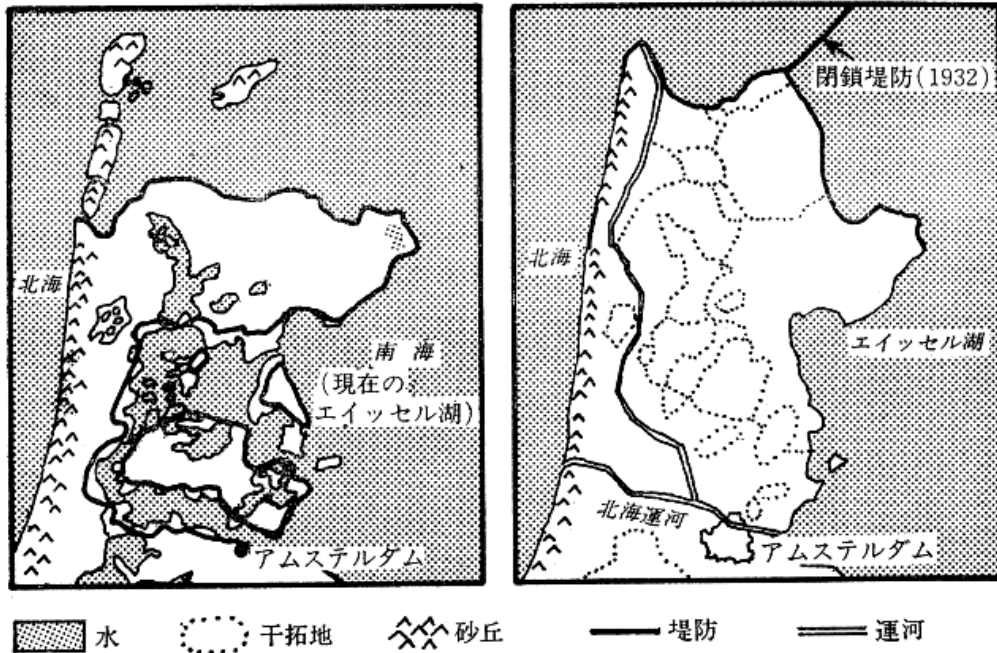 北海
南海
(現在の
エイッセル湖)
アムステルダム
閉鎖堤防(1932)
北海
エイッセル湖
北海運河
アムステルダム
水
干拓地
砂丘
堤防
運河